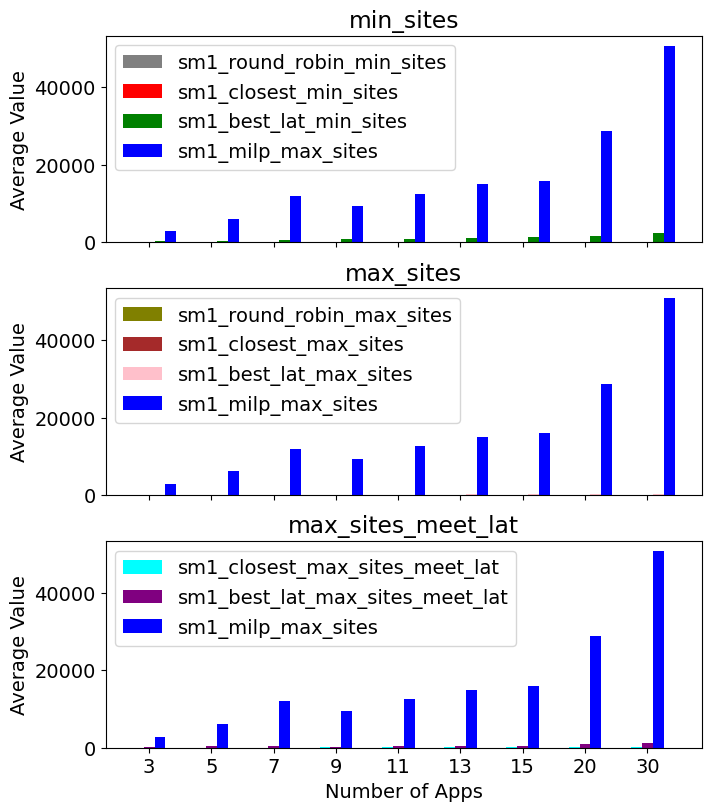 min_sites
Average Value
40000
20000
0
sm1_round_robin_min_sites
sm1_closest_min_sites
sm1_best_lat_min_sites
sm1_milp_max_sites
max_sites
Average Value
40000
20000
0
sm1_round_robin_max_sites
sm1_closest_max_sites
sm1_best_lat_max_sites
sm1_milp_max_sites
max_sites_meet_lat
Average Value
40000
20000
0
sm1_closest_max_sites_meet_lat
sm1_best_lat_max_sites_meet_lat
sm1_milp_max_sites
3 5 7 9 11 13 15 20 30
Number of Apps